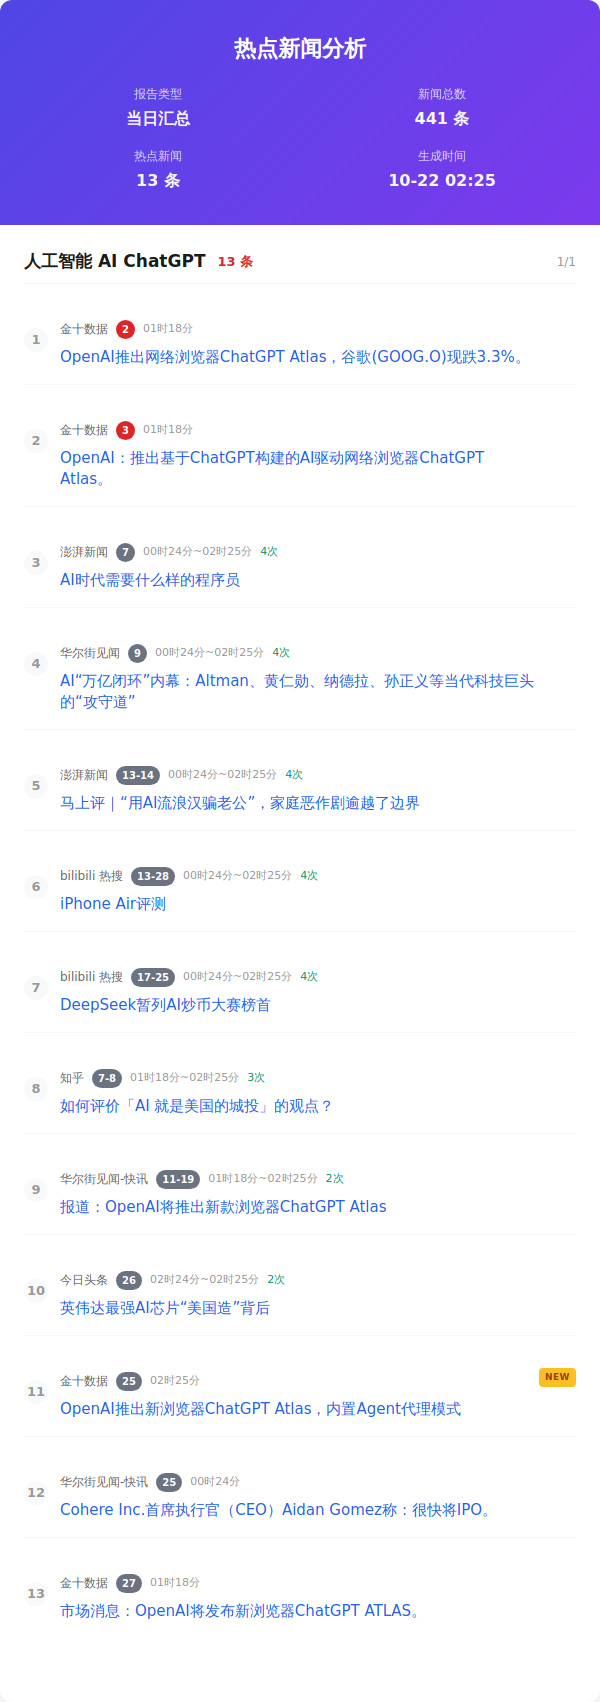 热点新闻分析
报告类型
新闻总数
当日汇总
441 条
热点新闻
生成时间
13 条
10-22 02:25
人工智能 AI ChatGPT 13 条 1/1
1
金十数据 2 01时18分
OpenAI推出网络浏览器ChatGPT Atlas，谷歌(GOOG.O)现跌3.3%。
2
金十数据 3 01时18分
OpenAI：推出基于ChatGPT构建的AI驱动网络浏览器ChatGPT
Atlas。
3
澎湃新闻 7 00时24分~02时25分 4次
AI时代需要什么样的程序员
4
华尔街见闻 9 00时24分~02时25分 4次
AI“万亿闭环”内幕：Altman、黄仁勋、纳德拉、孙正义等当代科技巨头
的“攻守道”
5
澎湃新闻 13-14 00时24分~02时25分 4次
马上评｜“用AI流浪汉骗老公”，家庭恶作剧逾越了边界
6
bilibili 热搜 13-28 00时24分~02时25分 4次
iPhone Air评测
7
bilibili 热搜 17-25 00时24分~02时25分 4次
DeepSeek暂列AI炒币大赛榜首
8
知乎 7-8 01时18分~02时25分 3次
如何评价「AI 就是美国的城投」的观点？
9
华尔街见闻-快讯 11-19 01时18分~02时25分 2次
报道：OpenAI将推出新款浏览器ChatGPT Atlas
10
今日头条 26 02时24分~02时25分 2次
英伟达最强AI芯片“美国造”背后
11
金十数据 25 02时25分 NEW
OpenAI推出新浏览器ChatGPT Atlas，内置Agent代理模式
12
华尔街见闻-快讯 25 00时24分
Cohere Inc.首席执行官（CEO）Aidan Gomez称：很快将IPO。
13
金十数据 27 01时18分
市场消息：OpenAI将发布新浏览器ChatGPT ATLAS。